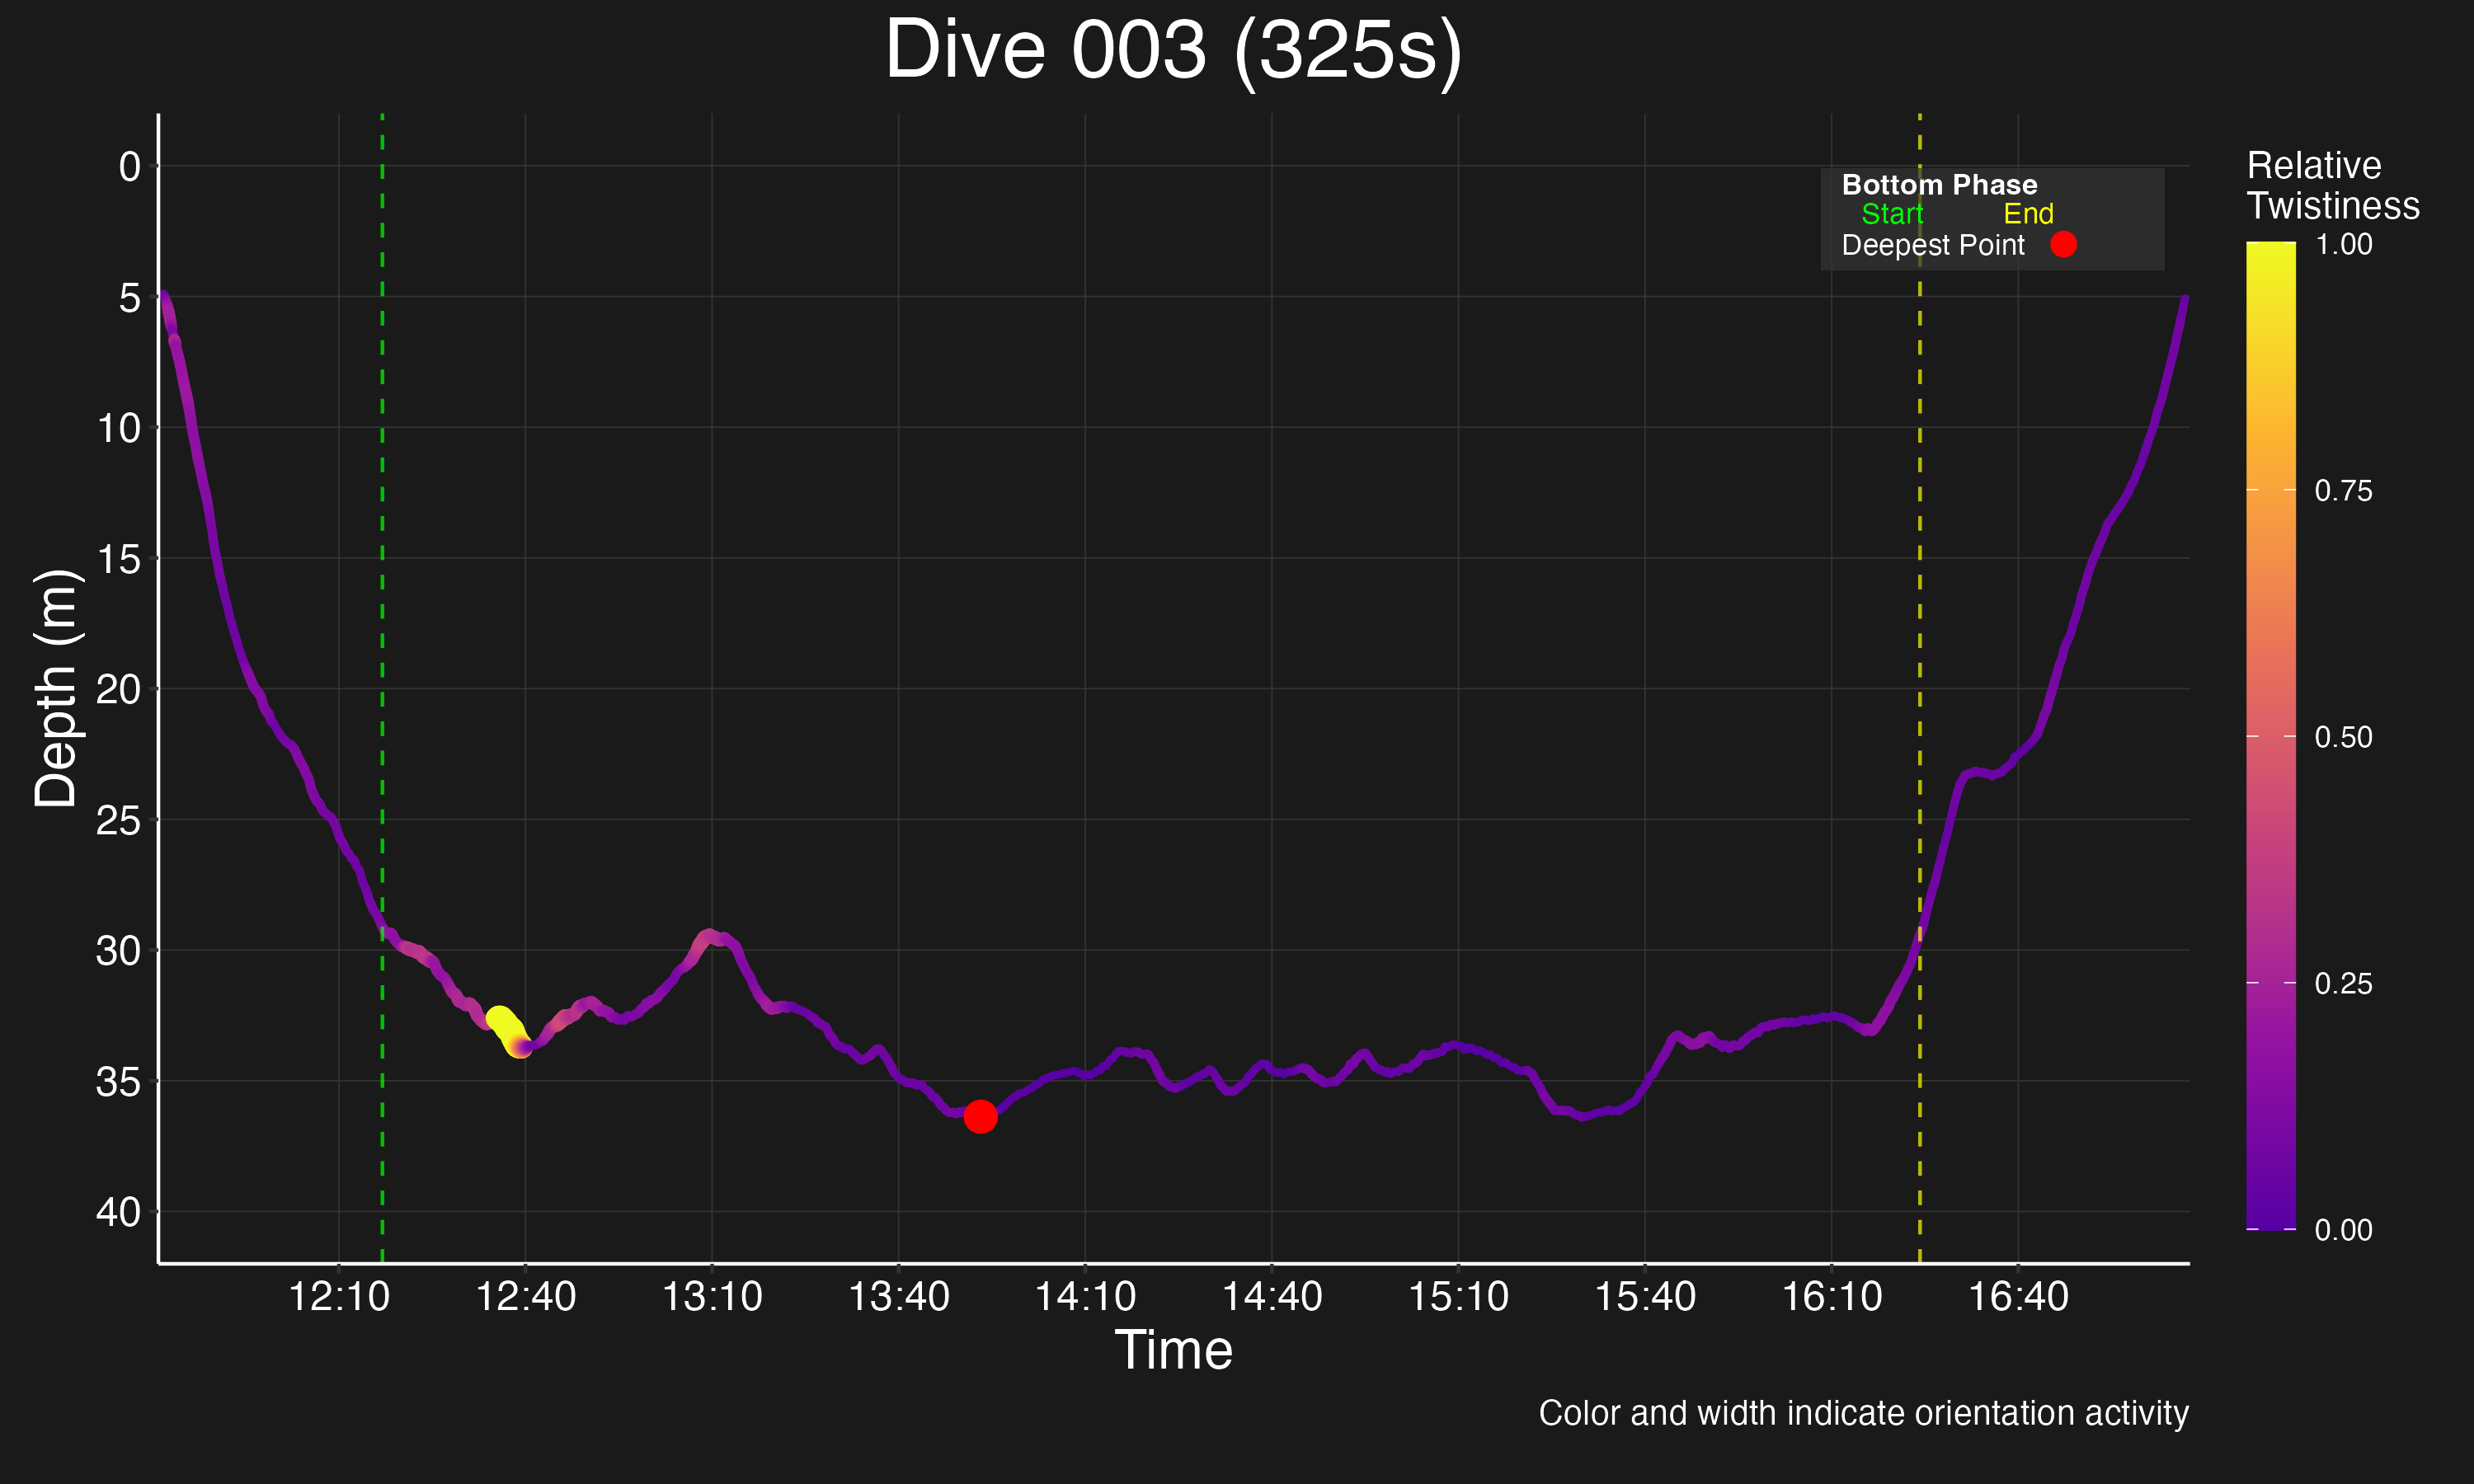 Dive 003 (325s)
Depth (m)
0
5
10
15
20
25
30
35
40
Bottom Phase
Start End
Deepest Point
Relative
Twistiness
1.00
0.75
0.50
0.25
0.00
12:10 12:40 13:10 13:40 14:10 14:40 15:10 15:40 16:10 16:40
Time
Color and width indicate orientation activity